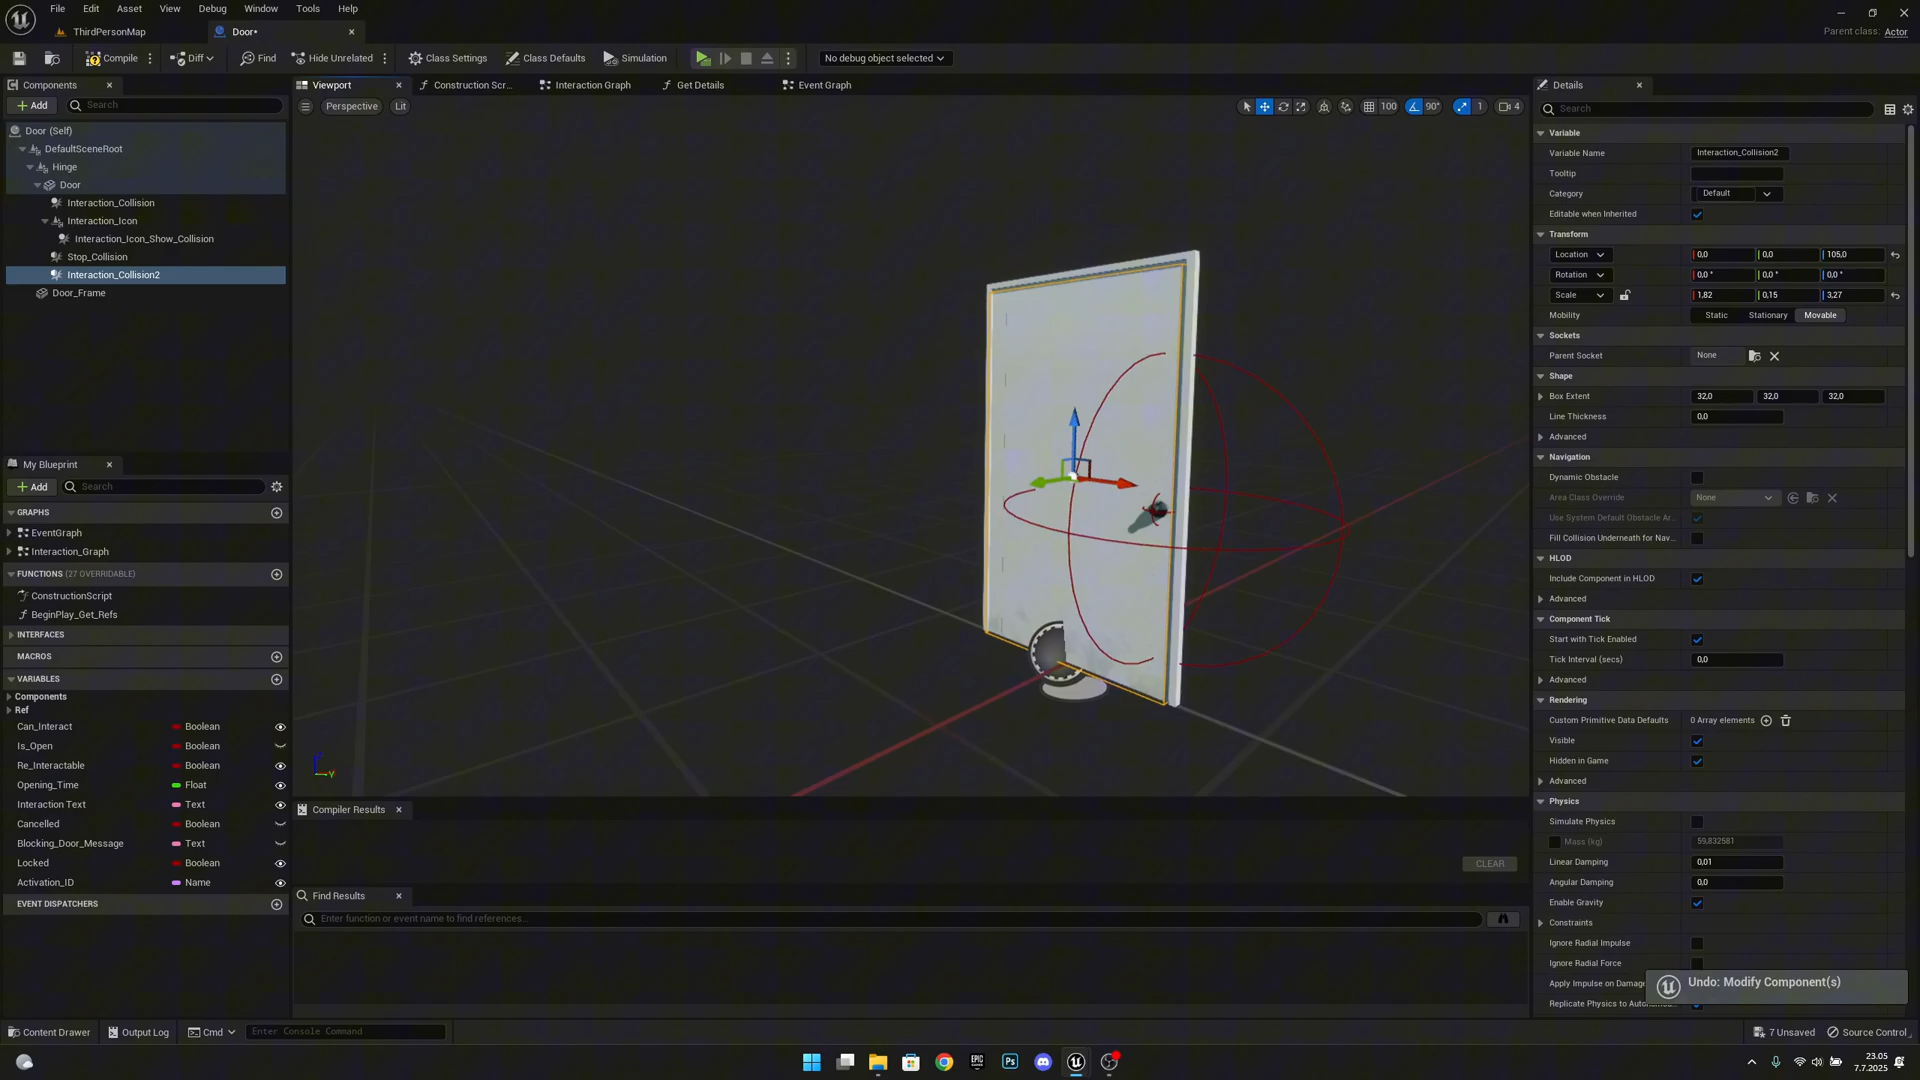 File Edit Asset View Debug Window Tools Help
ThirdPersonMap Door*
Parent class: Actor
Compile Diff Find Hide Unrelated Class Settings Class Defaults Simulation No debug object selected
Components
Add Search
Door (Self)
DefaultSceneRoot
Hinge
Door
Interaction_Collision
Interaction_Icon
Interaction_Icon_Show_Collision
Stop_Collision
Interaction_Collision2
Door_Frame
My Blueprint
Add Search
GRAPHS
EventGraph
Interaction_Graph
FUNCTIONS (27 OVERRIDABLE)
ConstructionScript
BeginPlay_Get_Refs
INTERFACES
MACROS
VARIABLES
Components
Ref
Can_Interact Boolean
Is_Open Boolean
Re_Interactable Boolean
Opening_Time Float
Interaction Text Text
Cancelled Boolean
Blocking_Door_Message Text
Locked Boolean
Activation_ID Name
EVENT DISPATCHERS
Viewport Construction Scr... Interaction Graph Get Details Event Graph
Perspective Lit
100 90° 1 4
Compiler Results
CLEAR
Find Results
Enter function or event name to find references...
Details
Search
Variable
Variable Name Interaction_Collision2
Tooltip
Category Default
Editable when Inherited
Transform
Location 0,0 0,0 105,0
Rotation 0,0 ° 0,0 ° 0,0 °
Scale 1,82 0,15 3,27
Mobility Static Stationary Movable
Sockets
Parent Socket None
Shape
Box Extent 32,0 32,0 32,0
Line Thickness 0,0
Advanced
Navigation
Dynamic Obstacle
Area Class Override None
Use System Default Obstacle Ar...
Fill Collision Underneath for Nav...
HLOD
Include Component in HLOD
Advanced
Component Tick
Start with Tick Enabled
Tick Interval (secs) 0,0
Advanced
Rendering
Custom Primitive Data Defaults 0 Array elements
Visible
Hidden in Game
Advanced
Physics
Simulate Physics
Mass (kg) 59,832581
Linear Damping 0,01
Angular Damping 0,0
Enable Gravity
Constraints
Ignore Radial Impulse
Ignore Radial Force
Apply Impulse on Damage
Replicate Physics to Autonomou...
Undo: Modify Component(s)
Content Drawer Output Log Cmd Enter Console Command
7 Unsaved Source Control
23.05
7.7.2025